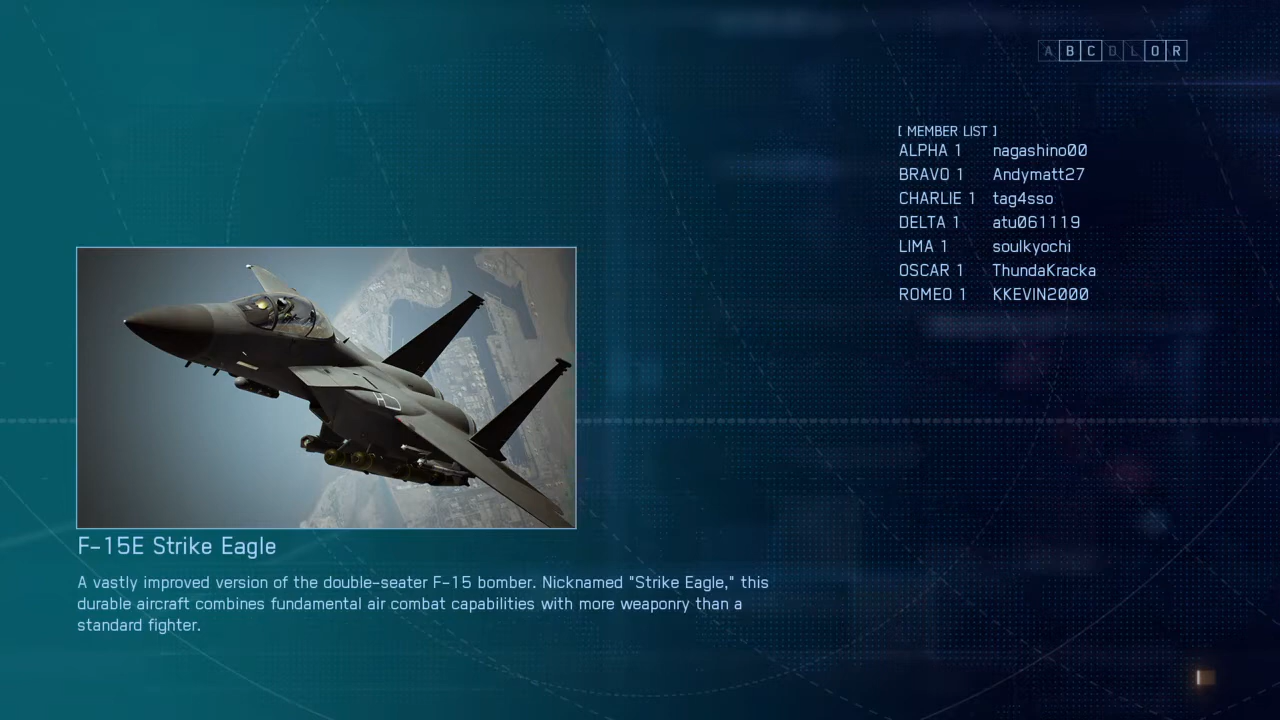 A B C D L O R
[ MEMBER LIST ]
ALPHA 1 nagashino00
BRAVO 1 Andymatt27
CHARLIE 1 tag4sso
DELTA 1 atu061119
LIMA 1 soulkyochi
OSCAR 1 ThundaKracka
ROMEO 1 KKEVIN2000
F-15E Strike Eagle
A vastly improved version of the double-seater F-15 bomber. Nicknamed "Strike Eagle," this
durable aircraft combines fundamental air combat capabilities with more weaponry than a
standard fighter.